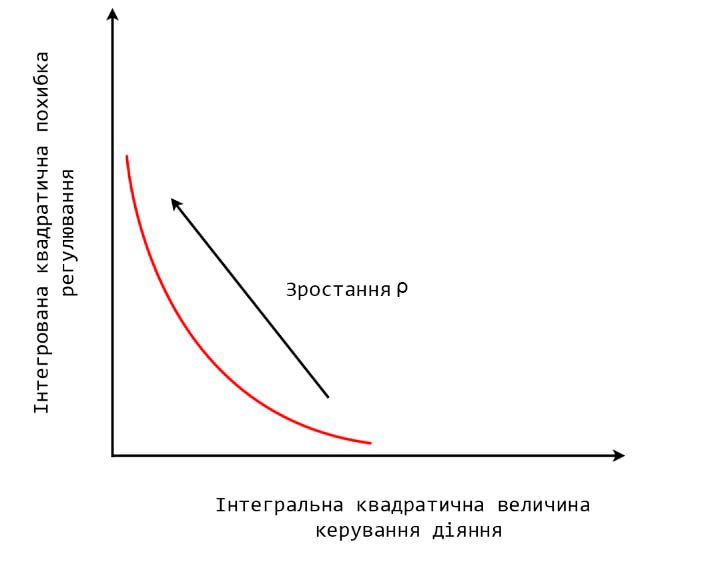 Інтегрована квадратична похибка
регулювання
Зростання ρ
Інтегральна квадратична величина
керування діяння